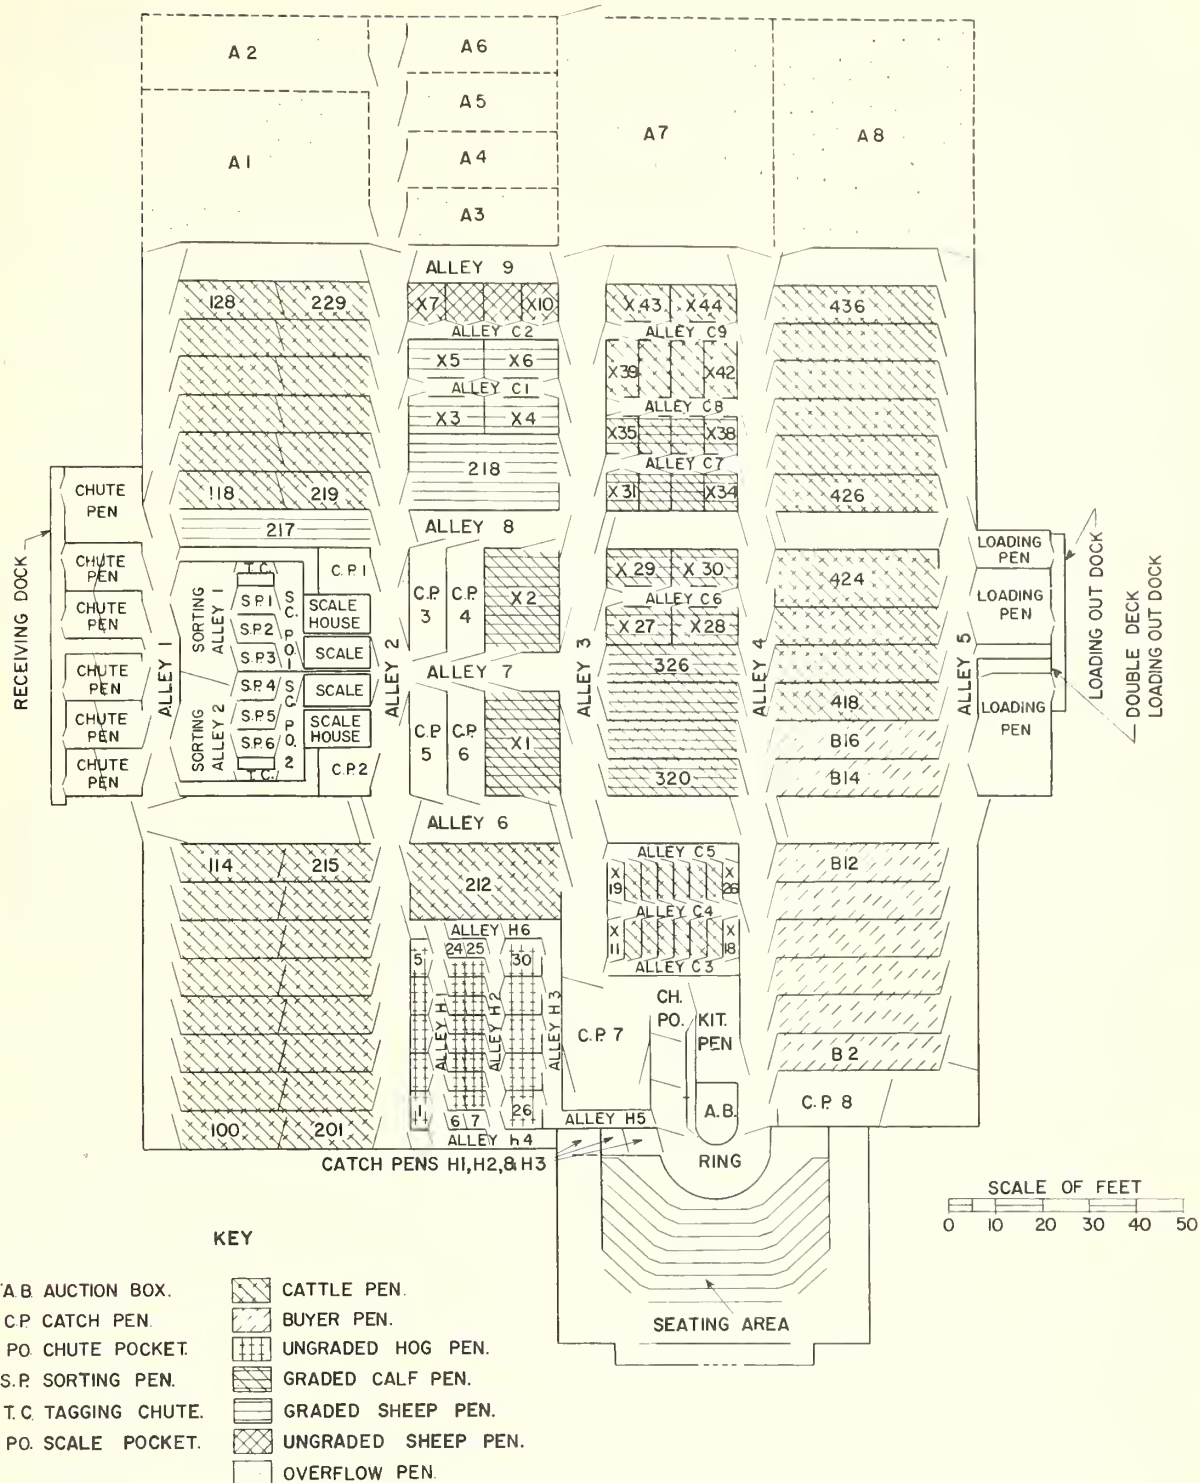 A 2
A 6
A 5
A 7
A 8
A 1
A 4
A 3
ALLEY 9
128
229
X7
X10
X43
X44
436
ALLEY C2
ALLEY C9
X5
X6
X39
X42
ALLEY C1
X3
X4
ALLEY C8
X35
X38
218
ALLEY C7
118
219
X31
X34
426
217
ALLEY 8
RECEIVING DOCK
CHUTE
PEN
CHUTE
PEN
CHUTE
PEN
CHUTE
PEN
CHUTE
PEN
CHUTE
PEN
ALLEY 1
SORTING
ALLEY 1
SORTING
ALLEY 2
T.C.
S.P.1
S.P.2
S.P.3
S.P.4
S.P.5
S.P.6
T.C.
SC. PO. 1
SC. PO. 2
C.P. 1
SCALE
HOUSE
SCALE
SCALE
SCALE
HOUSE
C.P. 2
ALLEY 2
C.P.
3
C.P.
4
X2
ALLEY 7
C.P.
5
C.P.
6
X1
ALLEY 3
X 29
X 30
ALLEY C6
X 27
X 28
326
320
ALLEY 4
424
418
B16
B14
ALLEY 5
LOADING
PEN
LOADING
PEN
LOADING
PEN
LOADING OUT DOCK
DOUBLE DECK
LOADING OUT DOCK
ALLEY 6
114
215
212
ALLEY C5
X
19
X
26
ALLEY C4
X
11
X
18
ALLEY C3
B12
ALLEY H6
5
24
25
30
ALLEY H1
ALLEY H2
ALLEY H3
1
6
7
26
100
201
ALLEY h4
C.P. 7
CH.
PO.
KIT.
PEN
A.B.
B 2
C.P. 8
ALLEY H5
CATCH PENS H1, H2, & H3
RING
SEATING AREA
SCALE OF FEET
0 10 20 30 40 50
KEY
A.B. AUCTION BOX.
C.P. CATCH PEN.
PO. CHUTE POCKET.
S.P. SORTING PEN.
T.C. TAGGING CHUTE.
PO. SCALE POCKET.
CATTLE PEN.
BUYER PEN.
UNGRADED HOG PEN.
GRADED CALF PEN.
GRADED SHEEP PEN.
UNGRADED SHEEP PEN.
OVERFLOW PEN.